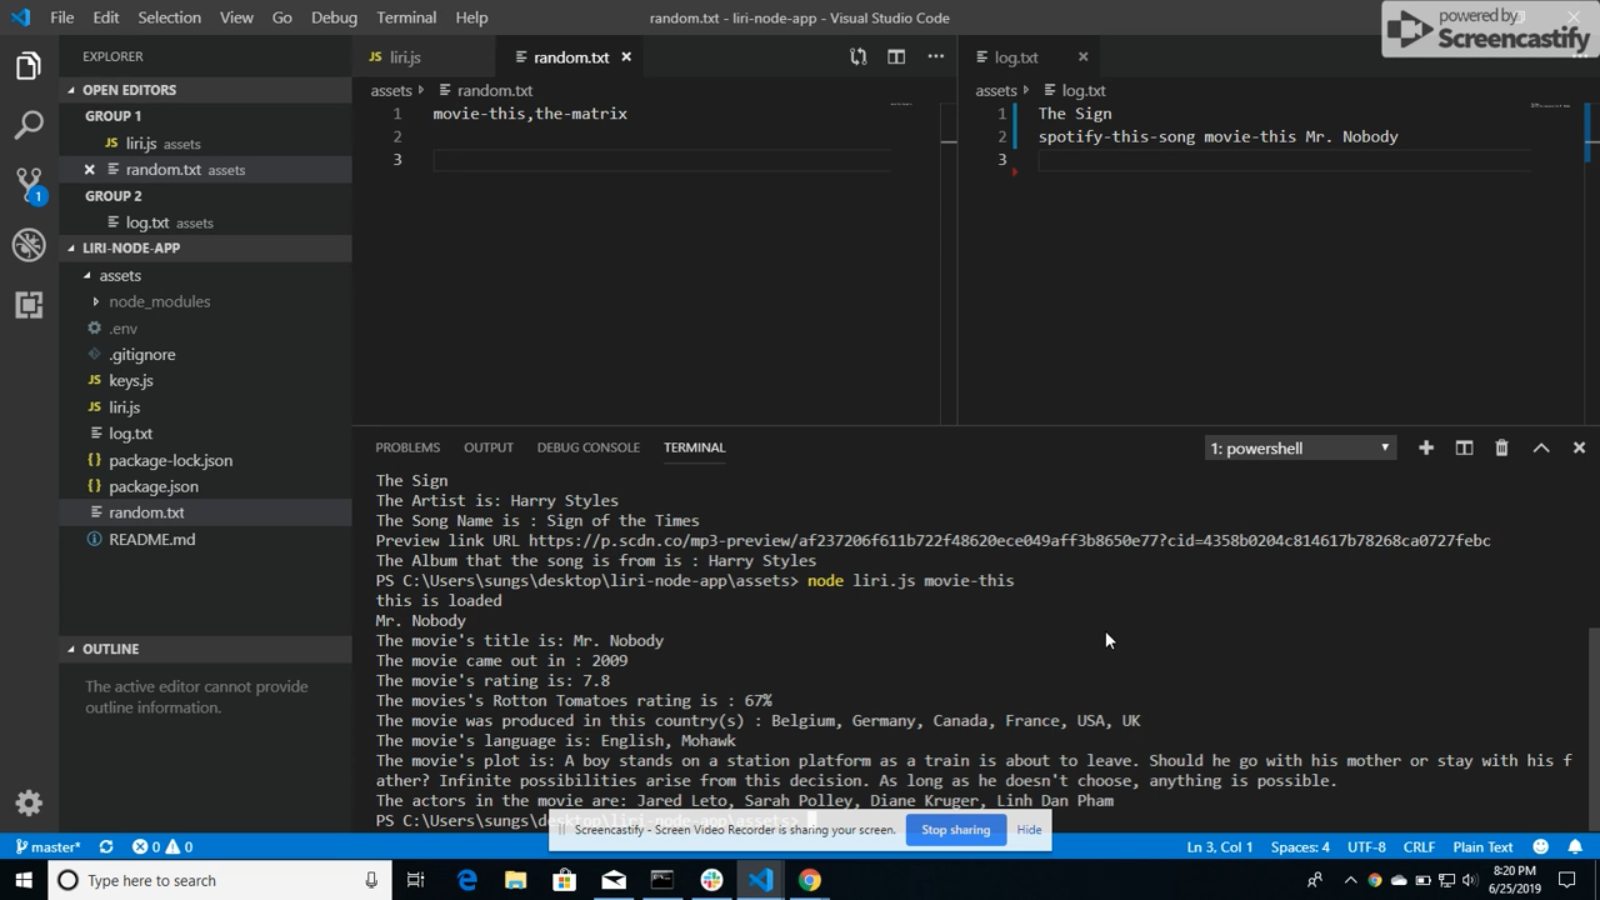 File Edit Selection View Go Debug Terminal Help
random.txt - liri-node-app - Visual Studio Code
powered by
Screencastify
EXPLORER
OPEN EDITORS
GROUP 1
JS liri.js assets
random.txt assets
GROUP 2
log.txt assets
LIRI-NODE-APP
assets
node_modules
.env
.gitignore
JS keys.js
JS liri.js
log.txt
{} package-lock.json
{} package.json
random.txt
README.md
OUTLINE
The active editor cannot provide
outline information.
1
JS liri.js
random.txt
assets random.txt
1 movie-this,the-matrix
2
3
log.txt
assets log.txt
1 The Sign
2 spotify-this-song movie-this Mr. Nobody
3
PROBLEMS OUTPUT DEBUG CONSOLE TERMINAL
1: powershell
The Sign
The Artist is: Harry Styles
The Song Name is : Sign of the Times
Preview link URL https://p.scdn.co/mp3-preview/af237206f611b722f48620ece049aff3b8650e77?cid=4358b0204c814617b78268ca0727febc
The Album that the song is from is : Harry Styles
PS C:\Users\sungs\desktop\liri-node-app\assets> node liri.js movie-this
this is loaded
Mr. Nobody
The movie's title is: Mr. Nobody
The movie came out in : 2009
The movie's rating is: 7.8
The movies's Rotton Tomatoes rating is : 67%
The movie was produced in this country(s) : Belgium, Germany, Canada, France, USA, UK
The movie's language is: English, Mohawk
The movie's plot is: A boy stands on a station platform as a train is about to leave. Should he go with his mother or stay with his f
ather? Infinite possibilities arise from this decision. As long as he doesn't choose, anything is possible.
The actors in the movie are: Jared Leto, Sarah Polley, Diane Kruger, Linh Dan Pham
PS C:\Users\sungs\desktop\liri-node-app\assets>
Screencastify - Screen Video Recorder is sharing your screen. Stop sharing Hide
master* 0 0
Ln 3, Col 1 Spaces: 4 UTF-8 CRLF Plain Text
Type here to search
8:20 PM
6/25/2019